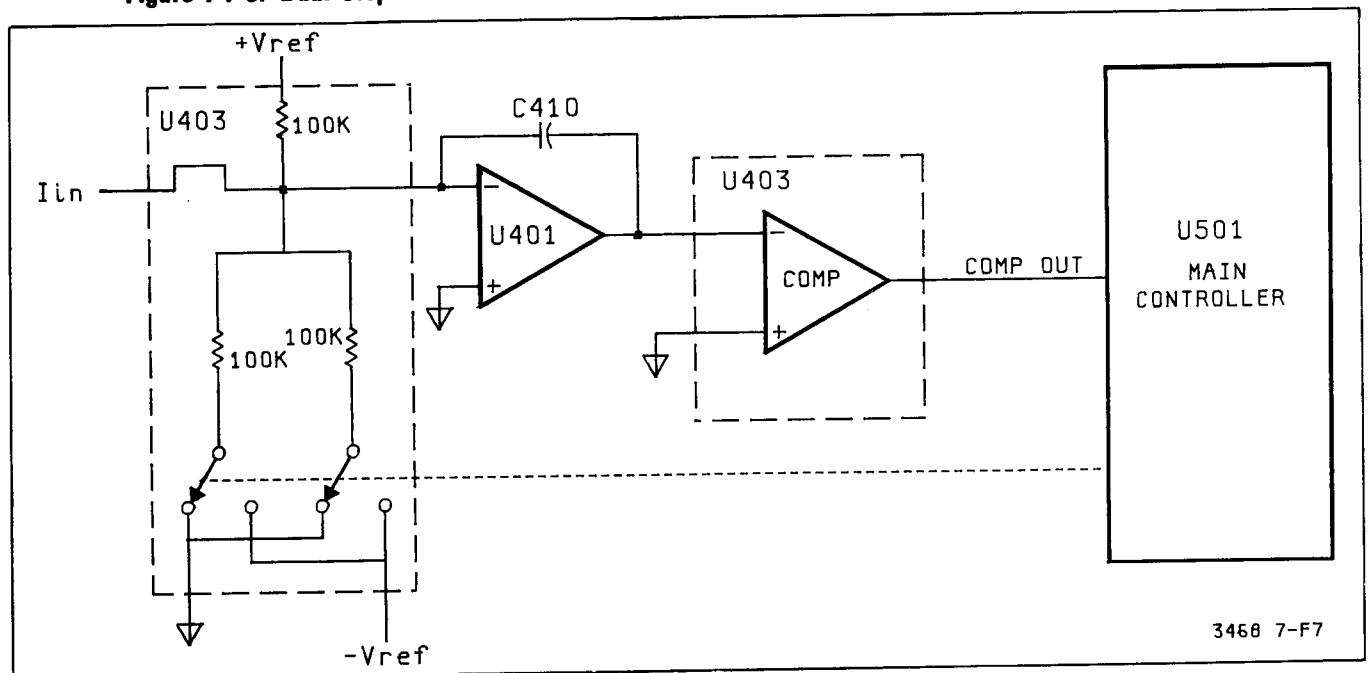 +Vref
U403
100K
C410
Iin
-
U401
+
U403
-
COMP
+
COMP OUT
U501
MAIN
CONTROLLER
100K
100K
-Vref
3468 7-F7